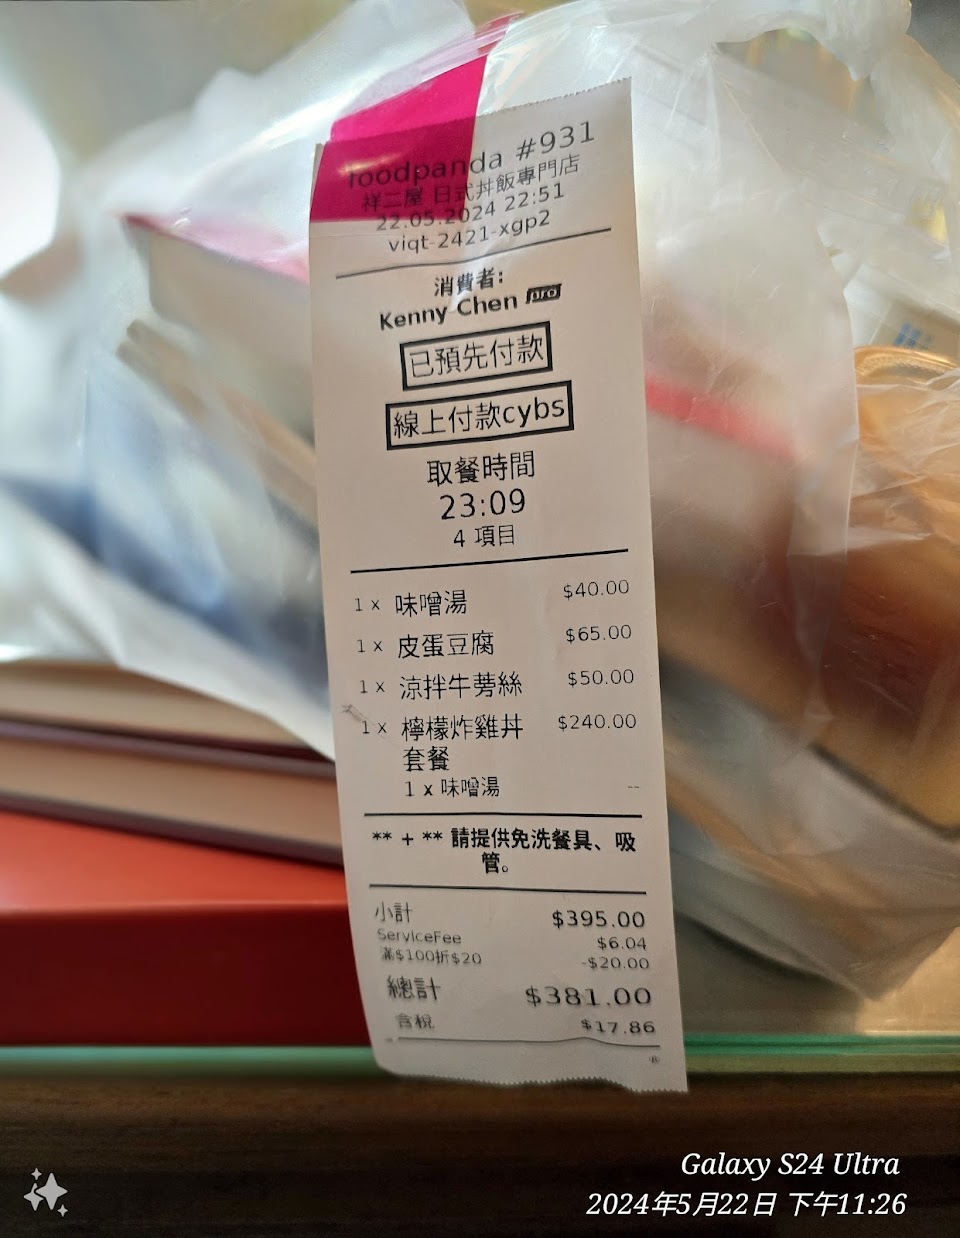 foodpanda #931
祥二屋 日式丼飯專門店
22.05.2024 22:51
viqt-2421-xgp2
消費者:
Kenny Chen pro
已預先付款
線上付款cybs
取餐時間
23:09
4 項目
1 x 味噌湯 $40.00
1 x 皮蛋豆腐 $65.00
1 x 涼拌牛蒡絲 $50.00
1 x 檸檬炸雞丼 $240.00
套餐
1 x 味噌湯 --
** + ** 請提供免洗餐具、吸
管。
小計 $395.00
ServiceFee $6.04
滿$100折$20 -$20.00
總計 $381.00
含稅 $17.86
Galaxy S24 Ultra
2024年5月22日 下午11:26